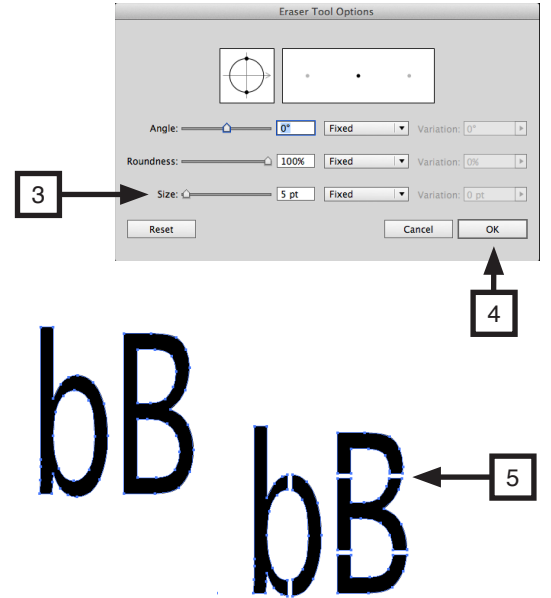 Eraser Tool Options
Angle: 0° Fixed Variation: 0°
Roundness: 100% Fixed Variation: 0%
3 Size: 5 pt Fixed Variation: 0 pt
Reset Cancel OK
4
bB
bB 5